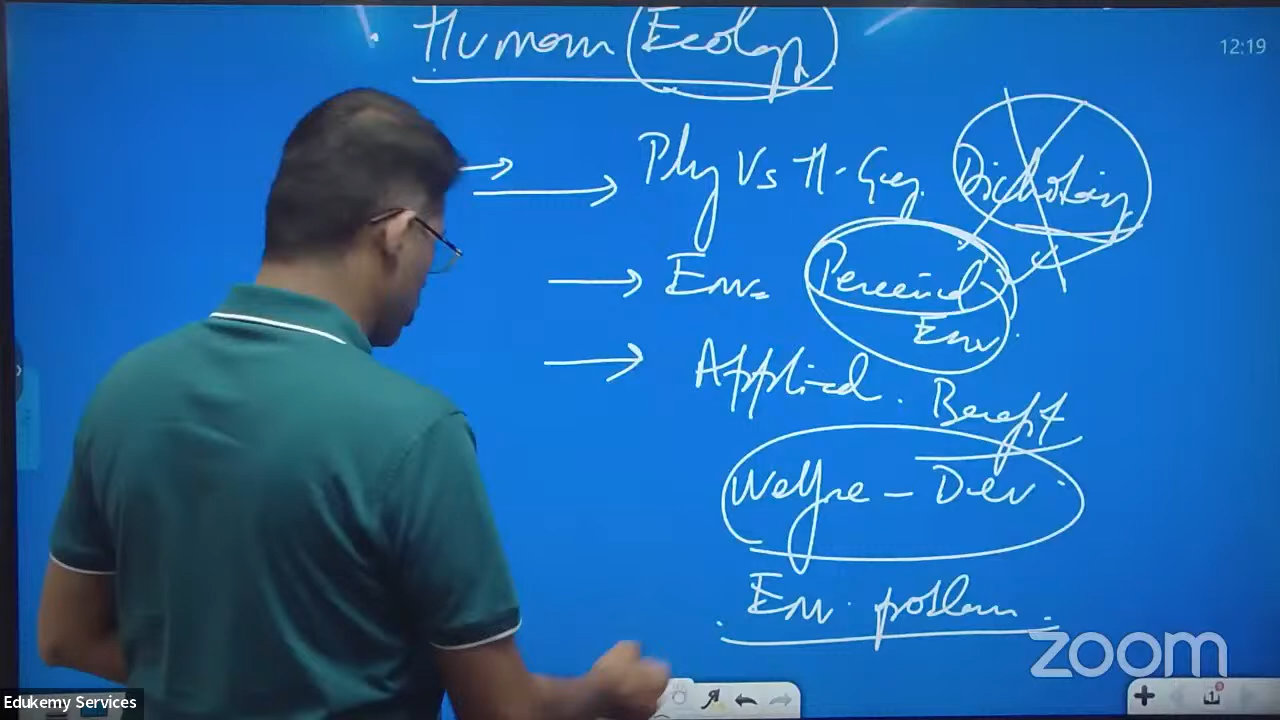 Human Ecology
12:19
Phy Vs H. Geg. Dichotomy
Env. Perceived
Env.
Applied. Benefit
Welfare - Dev.
Env. problem.
zoom
Edukemy Services